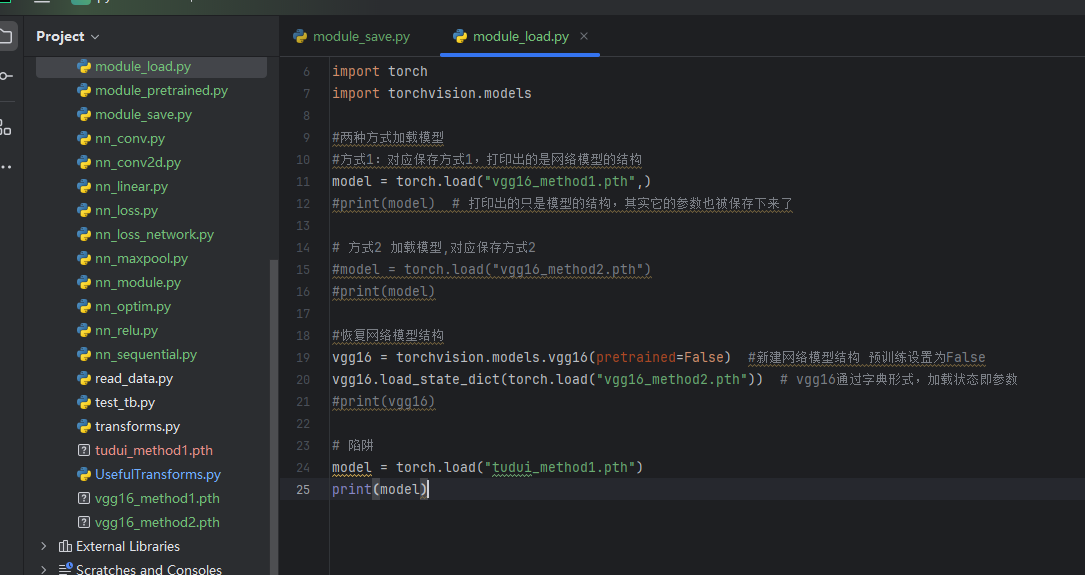 Project
module_save.py
module_load.py
module_load.py
module_pretrained.py
module_save.py
nn_conv.py
nn_conv2d.py
nn_linear.py
nn_loss.py
nn_loss_network.py
nn_maxpool.py
nn_module.py
nn_optim.py
nn_relu.py
nn_sequential.py
read_data.py
test_tb.py
transforms.py
tudui_method1.pth
UsefulTransforms.py
vgg16_method1.pth
vgg16_method2.pth
External Libraries
Scratches and Consoles
6 import torch
7 import torchvision.models
8
9 #两种方式加载模型
10 #方式1：对应保存方式1，打印出的是网络模型的结构
11 model = torch.load("vgg16_method1.pth",)
12 #print(model)  # 打印出的只是模型的结构，其实它的参数也被保存下来了
13
14 # 方式2 加载模型,对应保存方式2
15 #model = torch.load("vgg16_method2.pth")
16 #print(model)
17
18 #恢复网络模型结构
19 vgg16 = torchvision.models.vgg16(pretrained=False)  #新建网络模型结构 预训练设置为False
20 vgg16.load_state_dict(torch.load("vgg16_method2.pth"))  # vgg16通过字典形式，加载状态即参数
21 #print(vgg16)
22
23 # 陷阱
24 model = torch.load("tudui_method1.pth")
25 print(model)